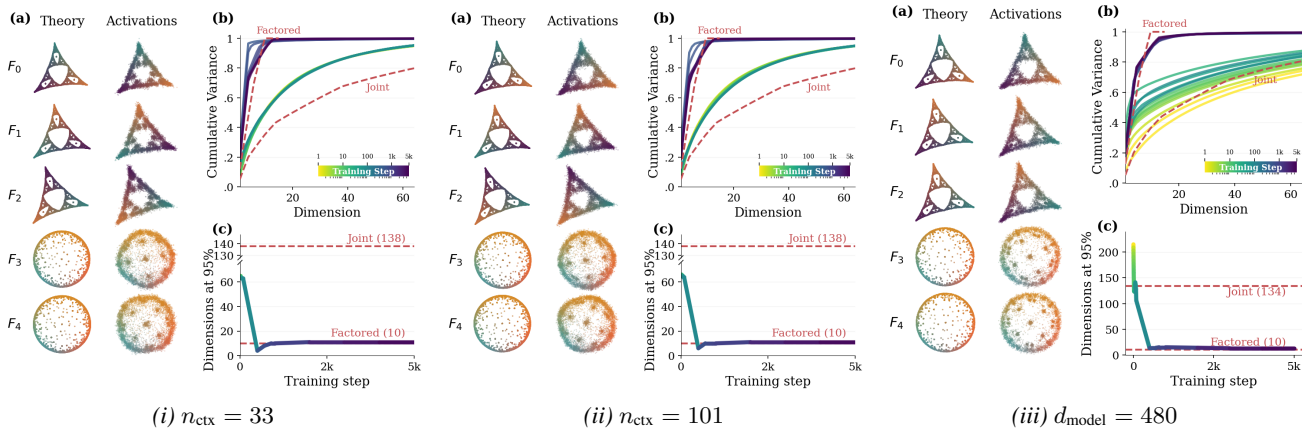 (a) Theory Activations
F0
F1
F2
F3
F4
(b)
Cumulative Variance
1
.8
.6
.4
.2
.0
Factored
Joint
1 10 100 1k 5k
Training Step
20 40 60
Dimension
(c)
Dimensions at 95%
140
130
60
40
20
0
Joint (138)
Factored (10)
0 2k 5k
Training step
(i) n_ctx = 33
(a) Theory Activations
F0
F1
F2
F3
F4
(b)
Cumulative Variance
1
.8
.6
.4
.2
.0
Factored
Joint
1 10 100 1k 5k
Training Step
20 40 60
Dimension
(c)
Dimensions at 95%
140
130
60
40
20
0
Joint (138)
Factored (10)
0 2k 5k
Training step
(ii) n_ctx = 101
(a) Theory Activations
F0
F1
F2
F3
F4
(b)
Cumulative Variance
1
.8
.6
.4
.2
.0
Factored
Joint
1 10 100 1k 5k
Training Step
20 40 60
Dimension
(c)
Dimensions at 95%
200
150
100
50
0
Joint (134)
Factored (10)
0 2k 5k
Training step
(iii) d_model = 480